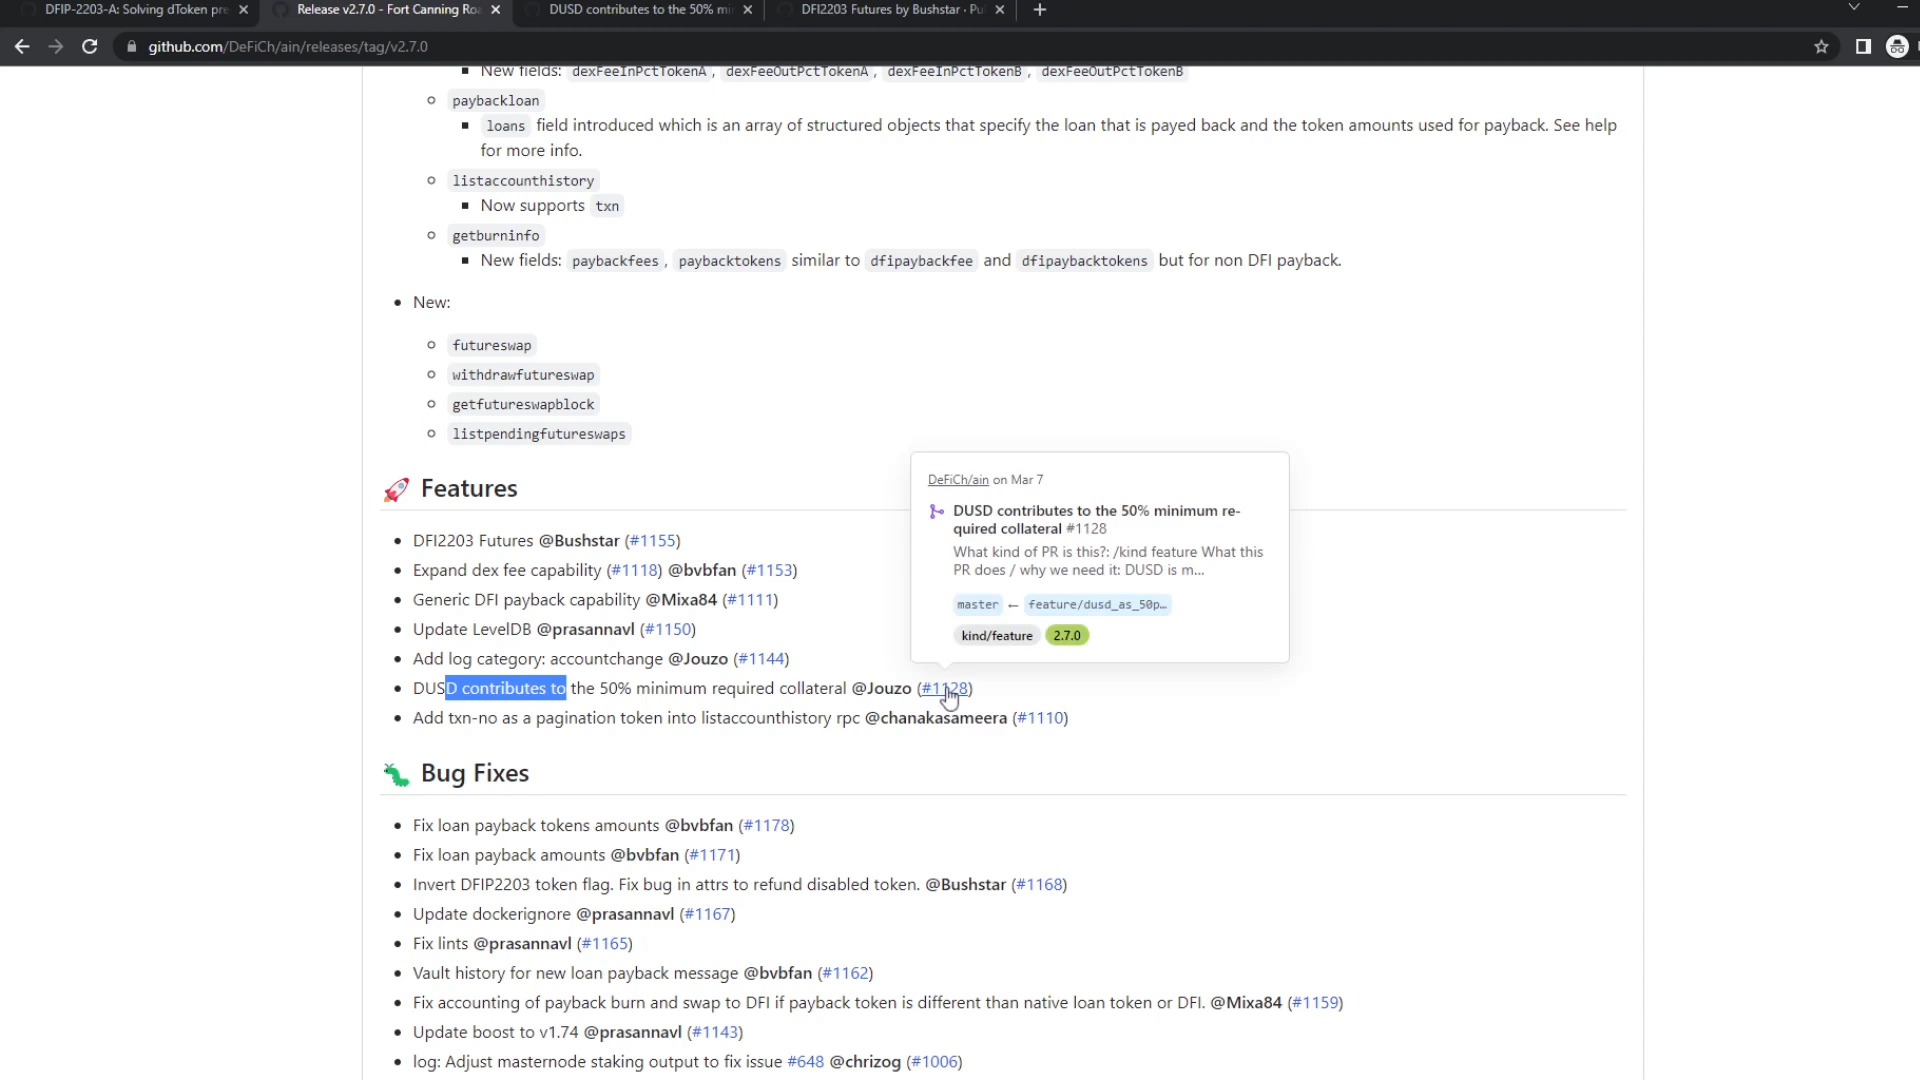 DFIP-2203-A: Solving dToken pre
Release v2.7.0 - Fort Canning Roa
DUSD contributes to the 50% mi
DFI2203 Futures by Bushstar · Pu
github.com/DeFiCh/ain/releases/tag/v2.7.0
New fields: dexFeeInPctTokenA, dexFeeOutPctTokenA, dexFeeInPctTokenB, dexFeeOutPctTokenB
paybackloan
loans field introduced which is an array of structured objects that specify the loan that is payed back and the token amounts used for payback. See help
for more info.
listaccounthistory
Now supports txn
getburninfo
New fields: paybackfees, paybacktokens similar to dfipaybackfee and dfipaybacktokens but for non DFI payback.
New:
futureswap
withdrawfutureswap
getfutureswapblock
listpendingfutureswaps
Features
DFI2203 Futures @Bushstar (#1155)
Expand dex fee capability (#1118) @bvbfan (#1153)
Generic DFI payback capability @Mixa84 (#1111)
Update LevelDB @prasannavl (#1150)
Add log category: accountchange @Jouzo (#1144)
DUSD contributes to the 50% minimum required collateral @Jouzo (#1128)
Add txn-no as a pagination token into listaccounthistory rpc @chanakasameera (#1110)
DeFiCh/ain on Mar 7
DUSD contributes to the 50% minimum re-
quired collateral #1128
What kind of PR is this?: /kind feature What this
PR does / why we need it: DUSD is m...
master ← feature/dusd_as_50p…
kind/feature 2.7.0
Bug Fixes
Fix loan payback tokens amounts @bvbfan (#1178)
Fix loan payback amounts @bvbfan (#1171)
Invert DFIP2203 token flag. Fix bug in attrs to refund disabled token. @Bushstar (#1168)
Update dockerignore @prasannavl (#1167)
Fix lints @prasannavl (#1165)
Vault history for new loan payback message @bvbfan (#1162)
Fix accounting of payback burn and swap to DFI if payback token is different than native loan token or DFI. @Mixa84 (#1159)
Update boost to v1.74 @prasannavl (#1143)
log: Adjust masternode staking output to fix issue #648 @chrizog (#1006)